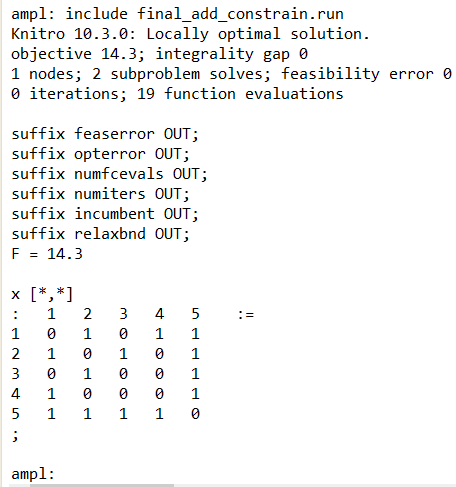 ampl: include final_add_constrain.run
Knitro 10.3.0: Locally optimal solution.
objective 14.3; integrality gap 0
1 nodes; 2 subproblem solves; feasibility error 0
0 iterations; 19 function evaluations

suffix feaserror OUT;
suffix opterror OUT;
suffix numfcevals OUT;
suffix numiters OUT;
suffix incumbent OUT;
suffix relaxbnd OUT;
F = 14.3

x [*,*]
:   1   2   3   4   5    :=
1   0   1   0   1   1
2   1   0   1   0   1
3   0   1   0   0   1
4   1   0   0   0   1
5   1   1   1   1   0
;

ampl: